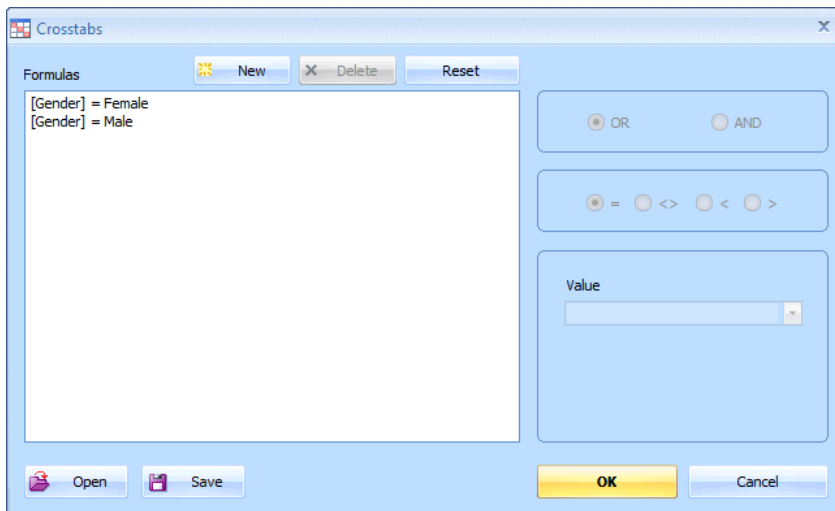 Crosstabs
Formulas
New
Delete
Reset
[Gender] = Female
[Gender] = Male
OR
AND
= <> < >
Value
Open
Save
OK
Cancel